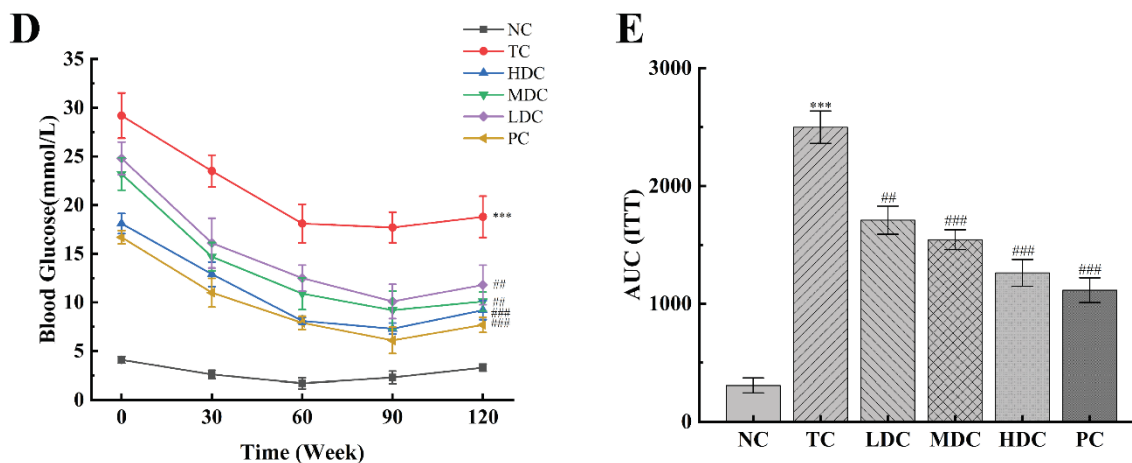 D
NC
TC
HDC
MDC
LDC
PC
35
30
25
20
15
10
5
0
Blood Glucose(mmol/L)
***
##
##
###
###
0 30 60 90 120
Time (Week)
E
3000
2000
1000
0
AUC (ITT)
***
##
###
###
###
NC TC LDC MDC HDC PC